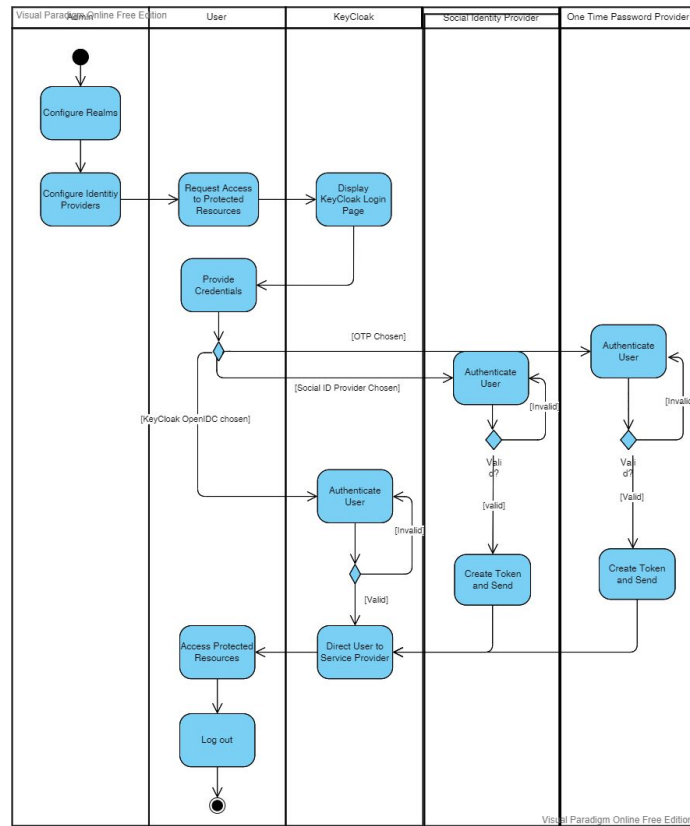 Visual Paradigm Online Free Edition
Admin
User
KeyCloak
Social Identity Provider
One Time Password Provider
Configure Realms
Configure Identitiy
Providers
Request Access
to Protected
Resources
Display
KeyCloak Login
Page
Provide
Credentials
[OTP Chosen]
[Social ID Provider Chosen]
[KeyCloak OpenIDC chosen]
Authenticate
User
[Invalid]
Vali
d?
[valid]
Authenticate
User
[Invalid
Vali
d?
[Valid]
Authenticate
User
[Invalid]
[Valid]
Create Token
and Send
Create Token
and Send
Access Protected
Resources
Direct User to
Service Provider
Log out
Visual Paradigm Online Free Edition